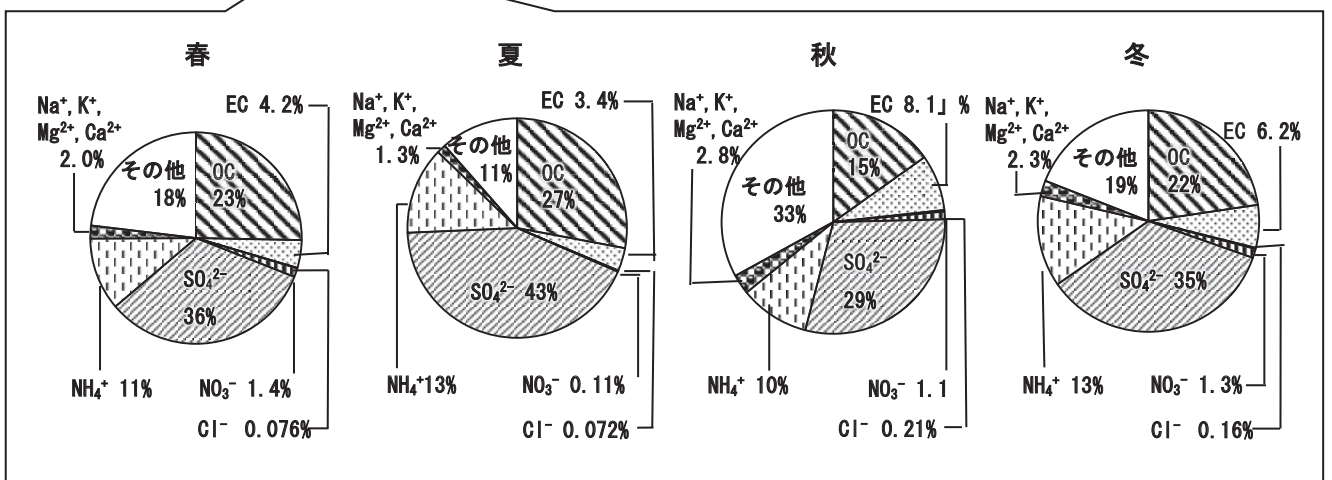 春
Na⁺, K⁺,
Mg²⁺, Ca²⁺
2.0%
EC 4.2%
その他
18%
OC
23%
SO₄²⁻
36%
NH₄⁺ 11%
NO₃⁻ 1.4%
Cl⁻ 0.076%
夏
Na⁺, K⁺,
Mg²⁺, Ca²⁺
1.3%
EC 3.4%
その他
11%
OC
27%
SO₄²⁻ 43%
NH₄⁺13%
NO₃⁻ 0.11%
Cl⁻ 0.072%
秋
Na⁺, K⁺,
Mg²⁺, Ca²⁺
2.8%
EC 8.1」 %
OC
15%
その他
33%
SO₄²⁻
29%
NH₄⁺ 10%
NO₃⁻ 1.1
Cl⁻ 0.21%
冬
Na⁺, K⁺,
Mg²⁺, Ca²⁺
2.3%
EC 6.2%
その他
19%
OC
22%
SO₄²⁻ 35%
NH₄⁺ 13%
NO₃⁻ 1.3%
Cl⁻ 0.16%